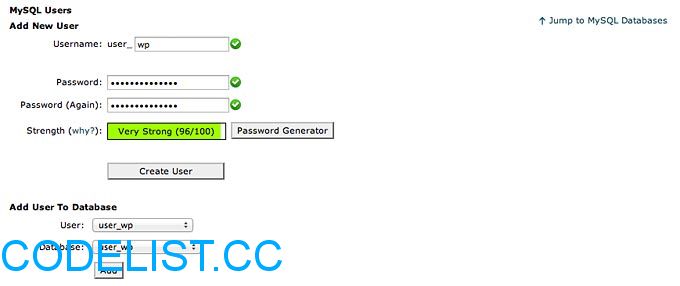 MySQL Users
Add New User
↑ Jump to MySQL Databases
Username: user_ wp
Password: ••••••••••••••
Password (Again): ••••••••••••••
Strength (why?): Very Strong (96/100) Password Generator
Create User
Add User To Database
User: user_wp
Database: user_wp
CODELIST.CC
Add